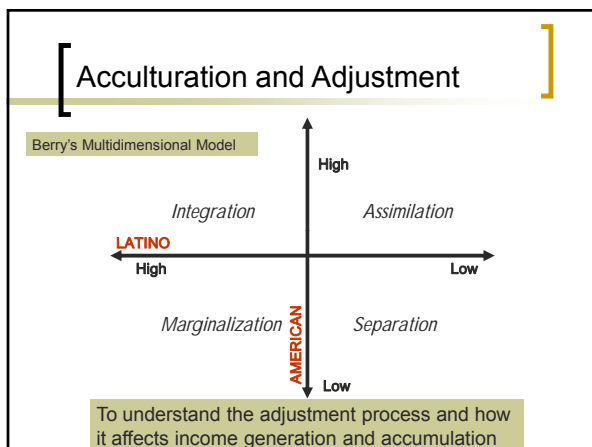 Acculturation and Adjustment
Berry's Multidimensional Model
High
Integration
Assimilation
LATINO
High
Low
Marginalization
Separation
AMERICAN
Low
To understand the adjustment process and how
it affects income generation and accumulation